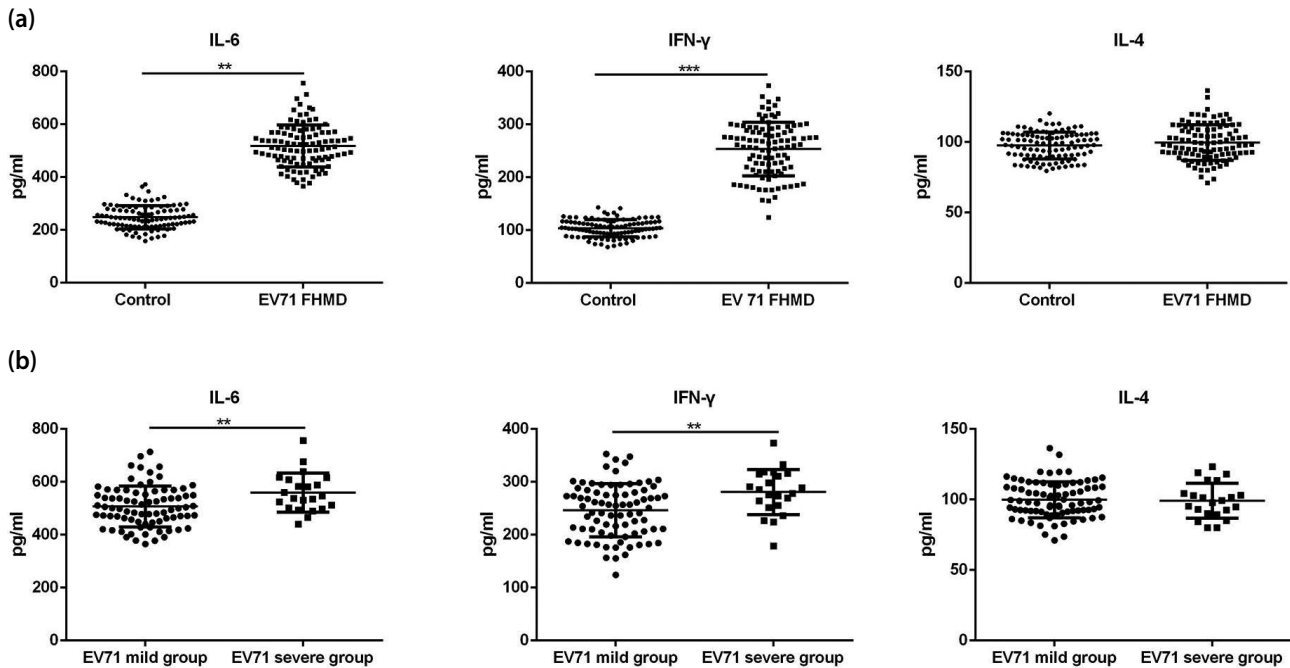 (a)
IL-6
**
800
600
400
200
0
pg/ml
Control EV71 FHMD
IFN-γ
***
400
300
200
100
0
pg/ml
Control EV 71 FHMD
IL-4
150
100
50
0
pg/ml
Control EV71 FHMD
(b)
IL-6
**
800
600
400
200
0
pg/ml
EV71 mild group EV71 severe group
IFN-γ
**
400
300
200
100
0
pg/ml
EV71 mild group EV71 severe group
IL-4
150
100
50
0
pg/ml
EV71 mild group EV71 severe group